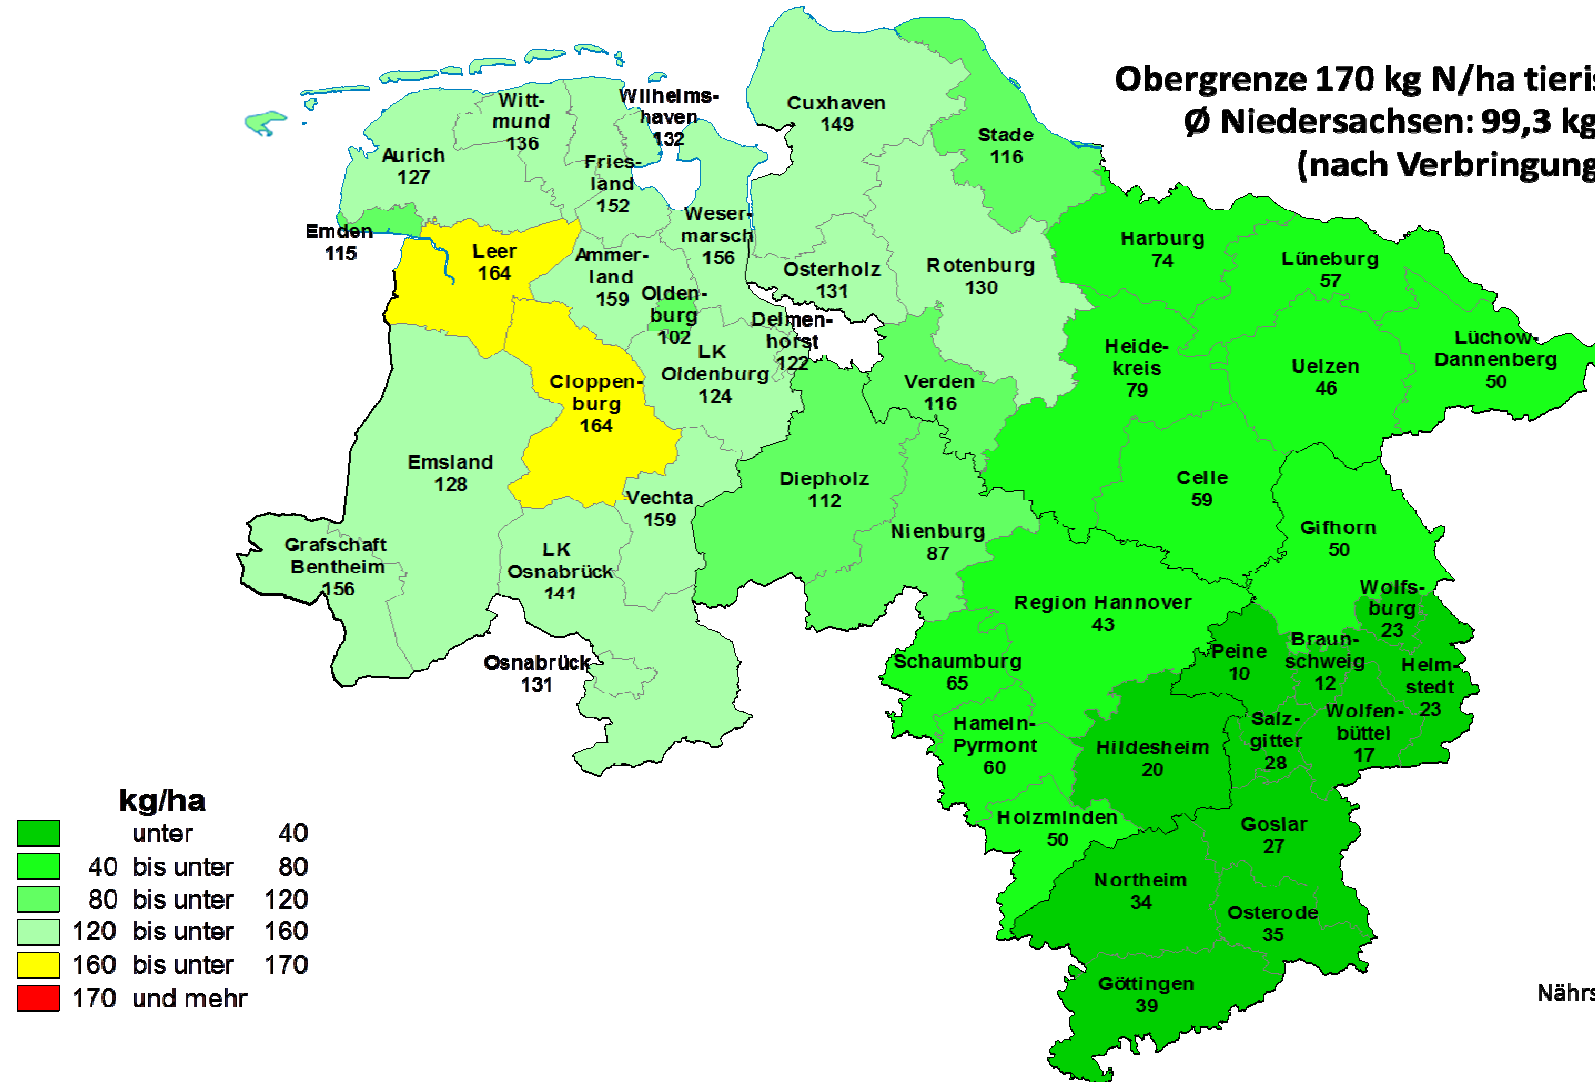 Obergrenze 170 kg N/ha tieris
Ø Niedersachsen: 99,3 kg
(nach Verbringung
Wilhelms-
haven
132
Witt-
mund
136
Cuxhaven
149
Stade
116
Aurich
127
Fries-
land
152
Weser-
marsch
156
Emden
115
Leer
164
Ammer-
land
159
Olden-
burg
102
Osterholz
131
Rotenburg
130
Harburg
74
Lüneburg
57
Delmen-
horst
122
LK
Oldenburg
124
Cloppen-
burg
164
Verden
116
Heide-
kreis
79
Uelzen
46
Lüchow-
Dannenberg
50
Emsland
128
Vechta
159
Diepholz
112
Celle
59
Nienburg
87
Gifhorn
50
Grafschaft
Bentheim
156
LK
Osnabrück
141
Osnabrück
131
Region Hannover
43
Wolfs-
burg
23
Schaumburg
65
Peine
10
Braun-
schweig
12
Helm-
stedt
23
Hameln-
Pyrmont
60
Hildesheim
20
Salz-
gitter
28
Wolfen-
büttel
17
Holzminden
50
Goslar
27
Northeim
34
Osterode
35
Göttingen
39
kg/ha
unter 40
40 bis unter 80
80 bis unter 120
120 bis unter 160
160 bis unter 170
170 und mehr
Nährs